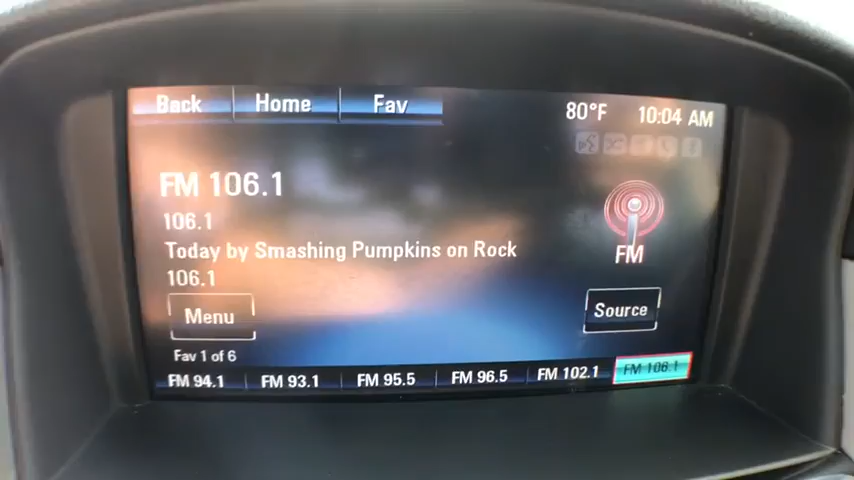 Back Home Fav 80°F 10:04 AM
FM 106.1
106.1
Today by Smashing Pumpkins on Rock
106.1
FM
Menu
Source
Fav 1 of 6
FM 94.1 FM 93.1 FM 95.5 FM 96.5 FM 102.1 FM 106.1